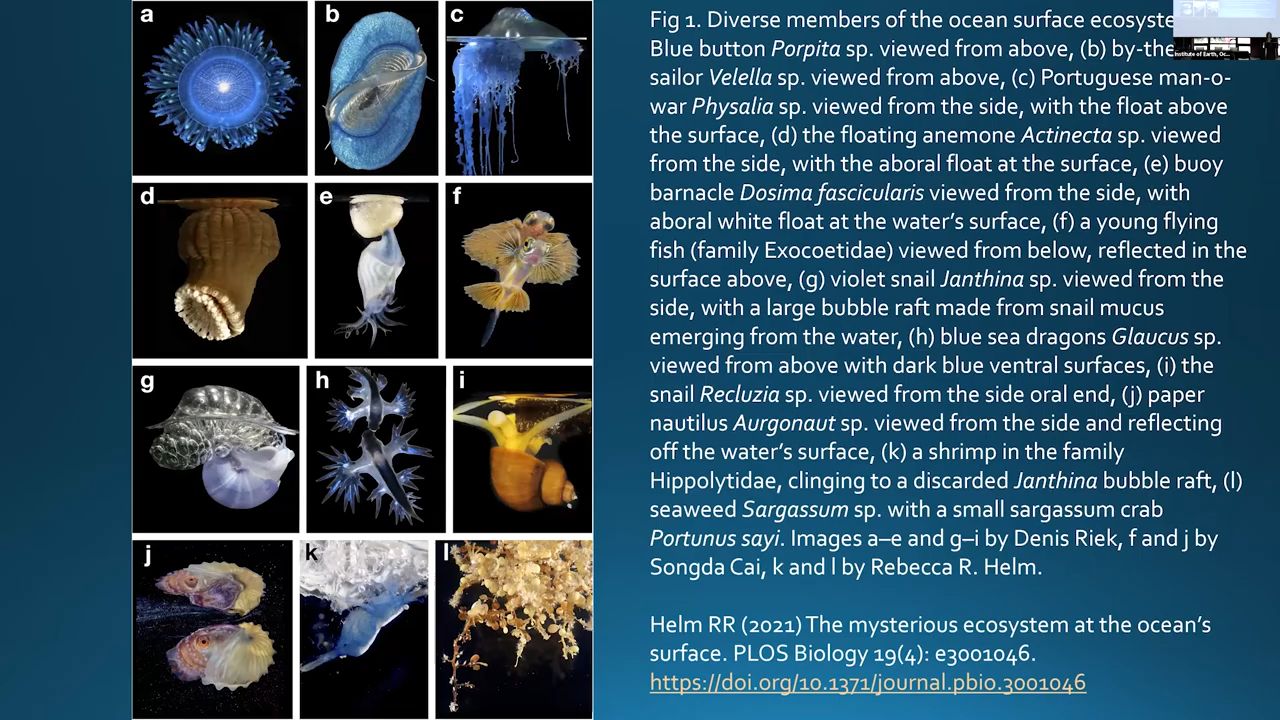 a
b
c
d
e
f
g
h
i
j
k
l
Fig 1. Diverse members of the ocean surface
Blue button Porpita sp. viewed from above, (b)
sailor Velella sp. viewed from above, (c) Portuguese man-o-
war Physalia sp. viewed from the side, with the float above
the surface, (d) the floating anemone Actinecta sp. viewed
from the side, with the aboral float at the surface, (e) buoy
barnacle Dosima fascicularis viewed from the side, with
aboral white float at the water's surface, (f) a young flying
fish (family Exocoetidae) viewed from below, reflected in the
surface above, (g) violet snail Janthina sp. viewed from the
side, with a large bubble raft made from snail mucus
emerging from the water, (h) blue sea dragons Glaucus sp.
viewed from above with dark blue ventral surfaces, (i) the
snail Recluzia sp. viewed from the side oral end, (j) paper
nautilus Aurgonaut sp. viewed from the side and reflecting
off the water's surface, (k) a shrimp in the family
Hippolytidae, clinging to a discarded Janthina bubble raft, (l)
seaweed Sargassum sp. with a small sargassum crab
Portunus sayi. Images a–e and g–i by Denis Riek, f and j by
Songda Cai, k and l by Rebecca R. Helm.
Helm RR (2021) The mysterious ecosystem at the ocean's
surface. PLOS Biology 19(4): e3001046.
https://doi.org/10.1371/journal.pbio.3001046
Institute of Earth, Oc...